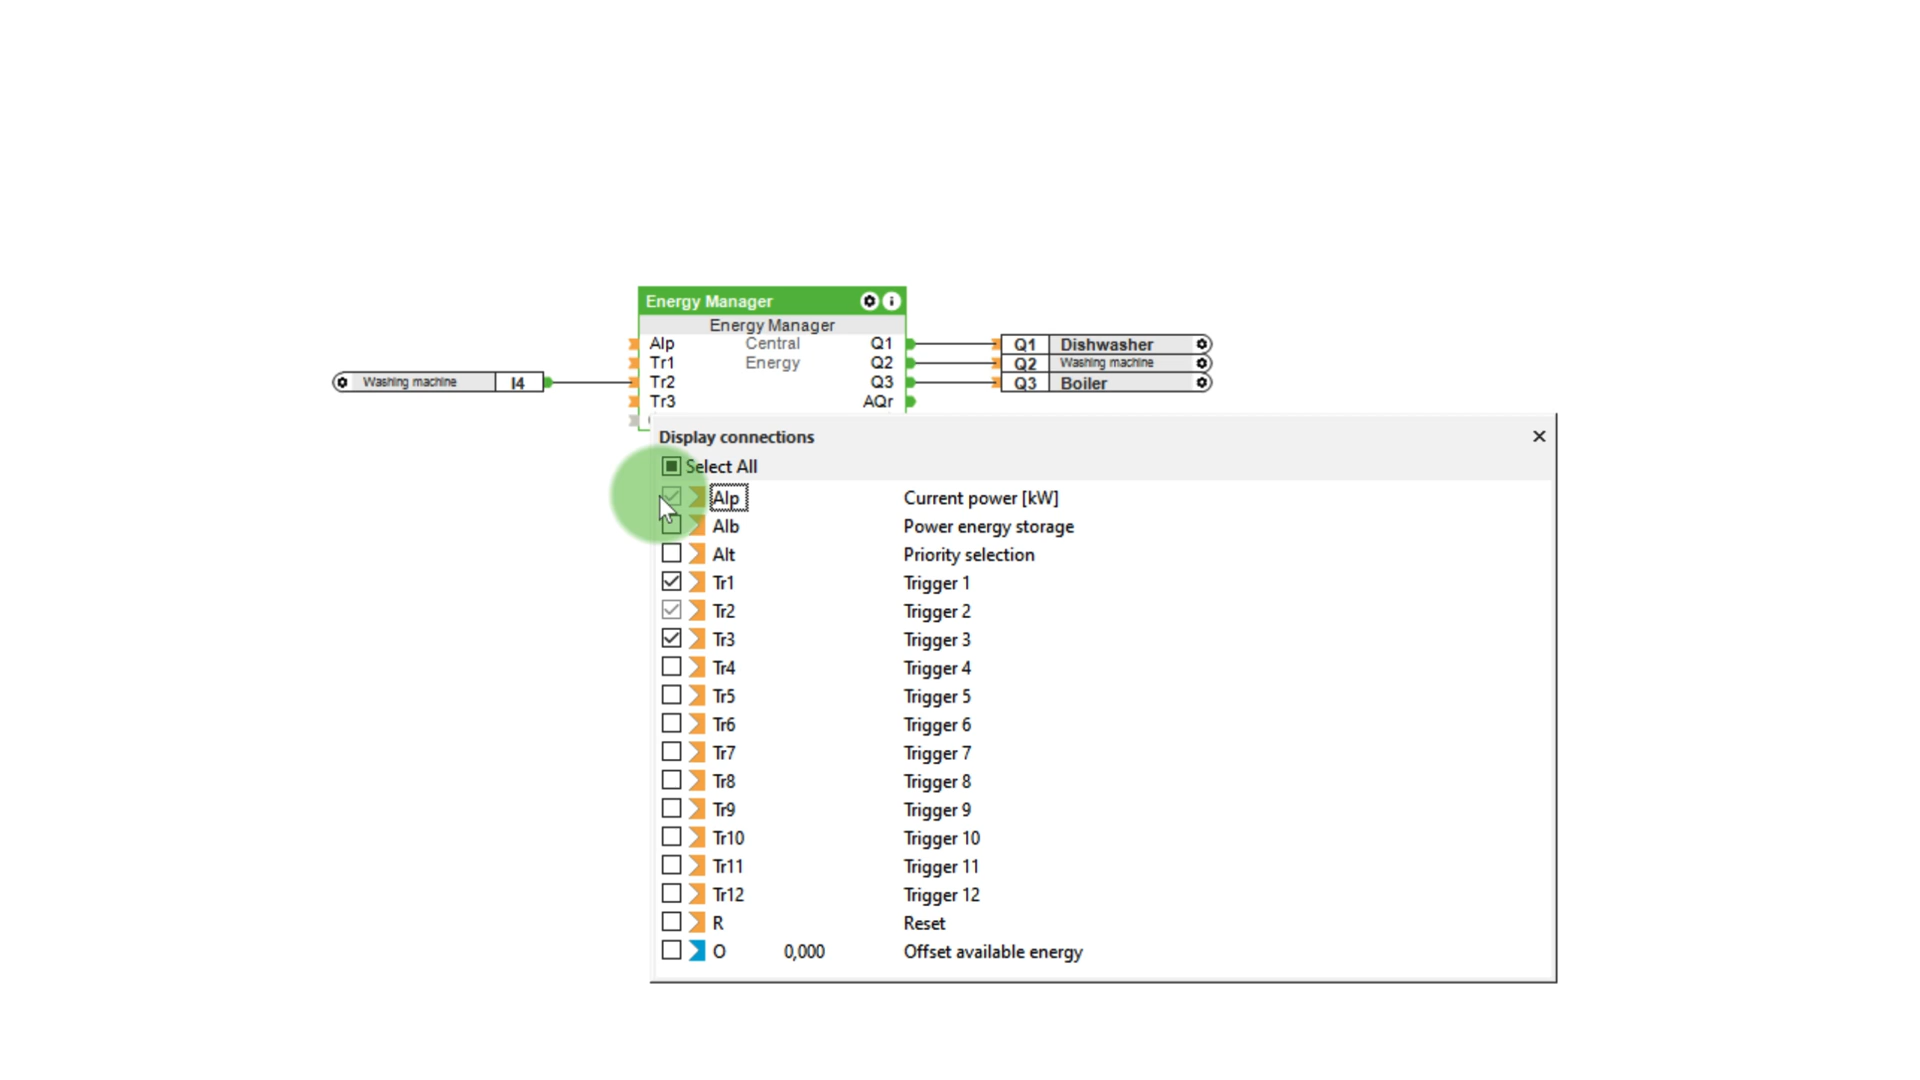 Energy Manager
Energy Manager
AIp Central Q1 Q1 Dishwasher
Tr1 Energy Q2 Q2 Washing machine
Washing machine I4 Tr2 Q3 Q3 Boiler
Tr3 AQr
Display connections
Select All
AIp Current power [kW]
AIb Power energy storage
AIt Priority selection
Tr1 Trigger 1
Tr2 Trigger 2
Tr3 Trigger 3
Tr4 Trigger 4
Tr5 Trigger 5
Tr6 Trigger 6
Tr7 Trigger 7
Tr8 Trigger 8
Tr9 Trigger 9
Tr10 Trigger 10
Tr11 Trigger 11
Tr12 Trigger 12
R Reset
O 0,000 Offset available energy